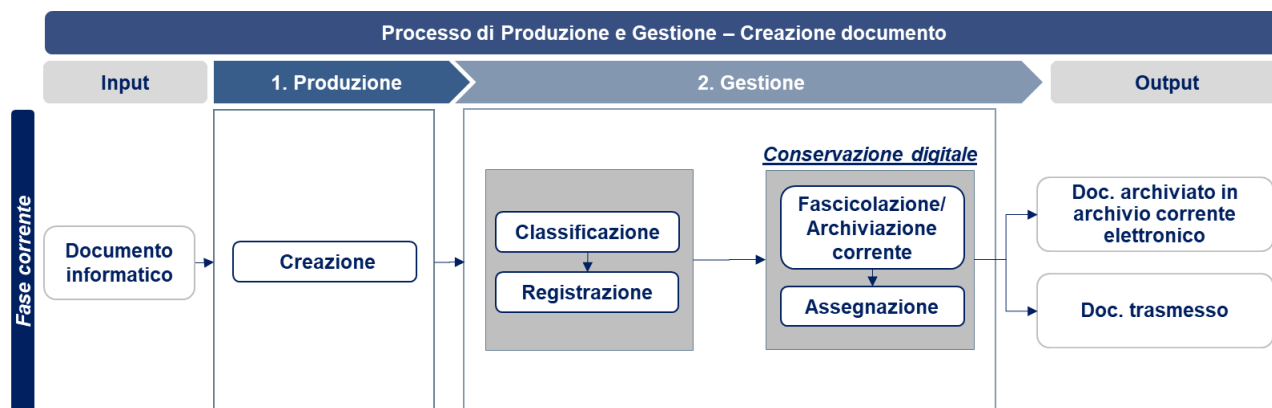 Processo di Produzione e Gestione – Creazione documento
Input
1. Produzione
2. Gestione
Output
Fase corrente
Documento
informatico
Creazione
Classificazione
Registrazione
Conservazione digitale
Fascicolazione/
Archiviazione
corrente
Assegnazione
Doc. archiviato in
archivio corrente
elettronico
Doc. trasmesso